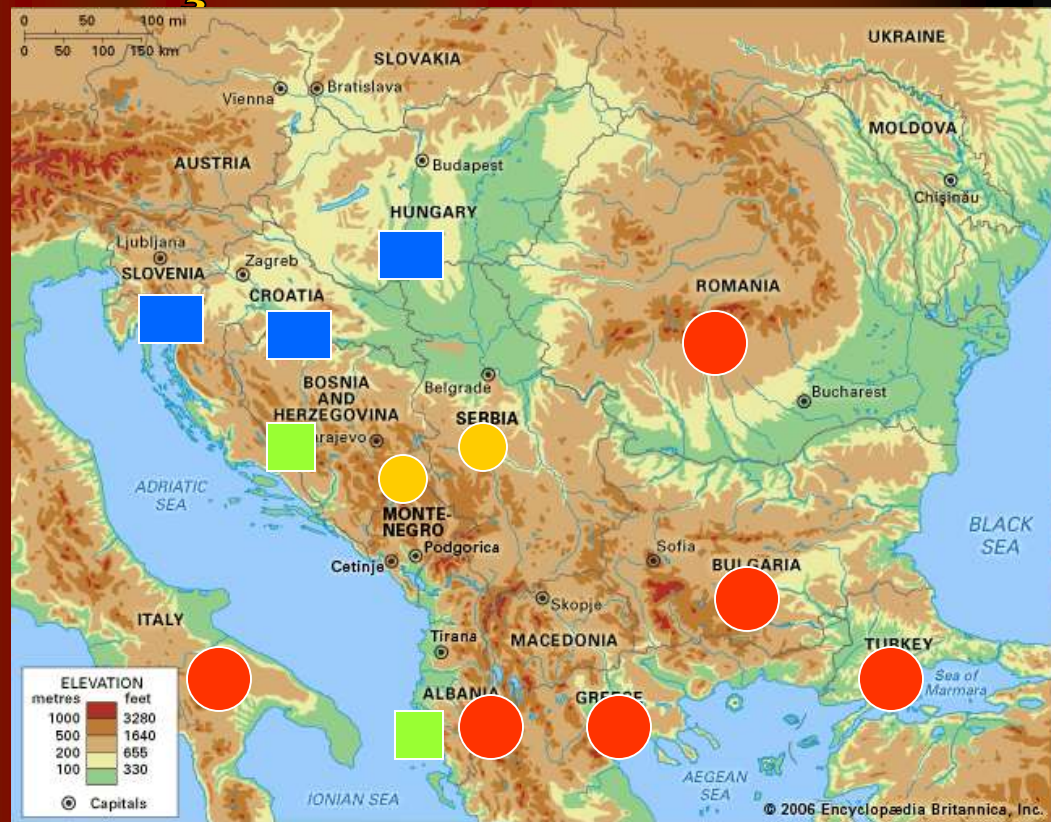 0 50 100 mi
0 50 100 150 km
UKRAINE
SLOVAKIA
Vienna
Bratislava
MOLDOVA
AUSTRIA
Budapest
Chişinău
HUNGARY
Ljubljana
SLOVENIA
Zagreb
CROATIA
ROMANIA
BOSNIA
AND
HERZEGOVINA
Belgrade
Bucharest
SERBIA
arajevo
ADRIATIC
SEA
MONTE-
NEGRO
Podgorica
Cetinje
Sofia
BULGARIA
BLACK
SEA
Skopje
ITALY
Tirana
MACEDONIA
TURKEY
Sea of
Marmara
ALBANIA
GREECE
ELEVATION
metres feet
1000 3280
500 1640
200 655
100 330
Capitals
IONIAN SEA
AEGEAN
SEA
© 2006 Encyclopædia Britannica, Inc.